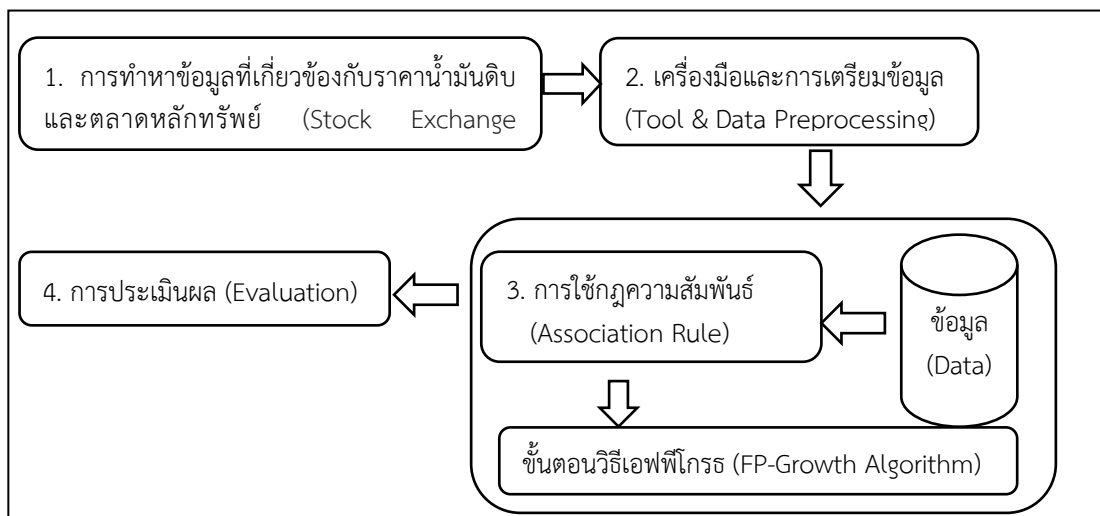 1. การทำหาข้อมูลที่เกี่ยวข้องกับราคาน้ำมันดิบ
และตลาดหลักทรัพย์ (Stock Exchange
2. เครื่องมือและการเตรียมข้อมูล
(Tool & Data Preprocessing)
3. การใช้กฎความสัมพันธ์
(Association Rule)
ข้อมูล
(Data)
ขั้นตอนวิธีเอฟพีโกรธ (FP-Growth Algorithm)
4. การประเมินผล (Evaluation)